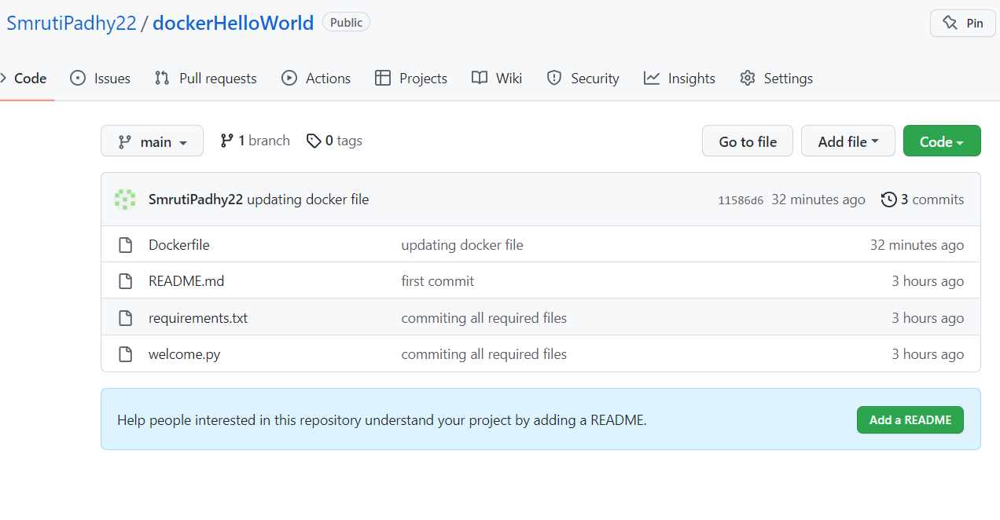 SmrutiPadhy22 / dockerHelloWorld Public Pin
Code Issues Pull requests Actions Projects Wiki Security Insights Settings
main 1 branch 0 tags Go to file Add file Code
SmrutiPadhy22 updating docker file 11586d6 32 minutes ago 3 commits
Dockerfile updating docker file 32 minutes ago
README.md first commit 3 hours ago
requirements.txt commiting all required files 3 hours ago
welcome.py commiting all required files 3 hours ago
Help people interested in this repository understand your project by adding a README. Add a README